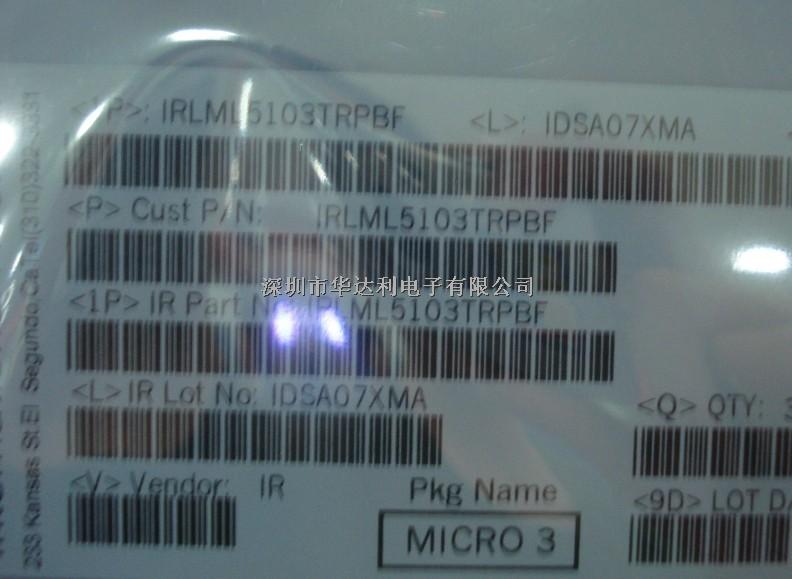 <1P>: IRLML5103TRPBF <L>: IDSA07XMA
<P> Cust P/N: IRLML5103TRPBF
深圳市华达利电子有限公司
<1P> IR Part IRLML5103TRPBF
<L> IR Lot No: IDSA07XMA
<Q> QTY:
<V> Vendor: IR
Pkg Name
<9D> LOT
MICRO 3
233 Kansas St.El Segundo Ca Tel(310)322-3331